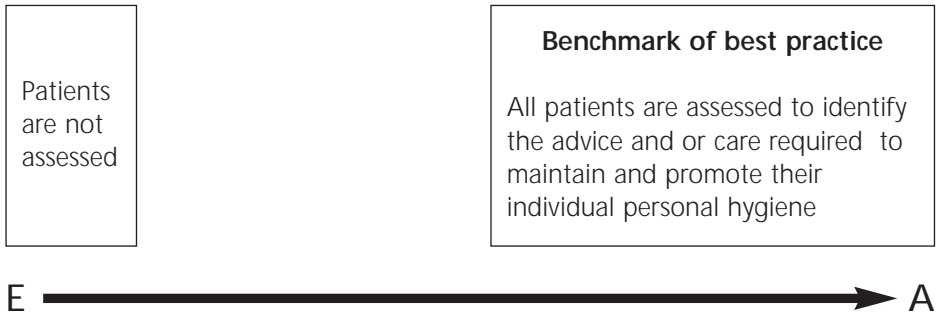 Patients
are not
assessed
Benchmark of best practice
All patients are assessed to identify
the advice and or care required to
maintain and promote their
individual personal hygiene
E
A